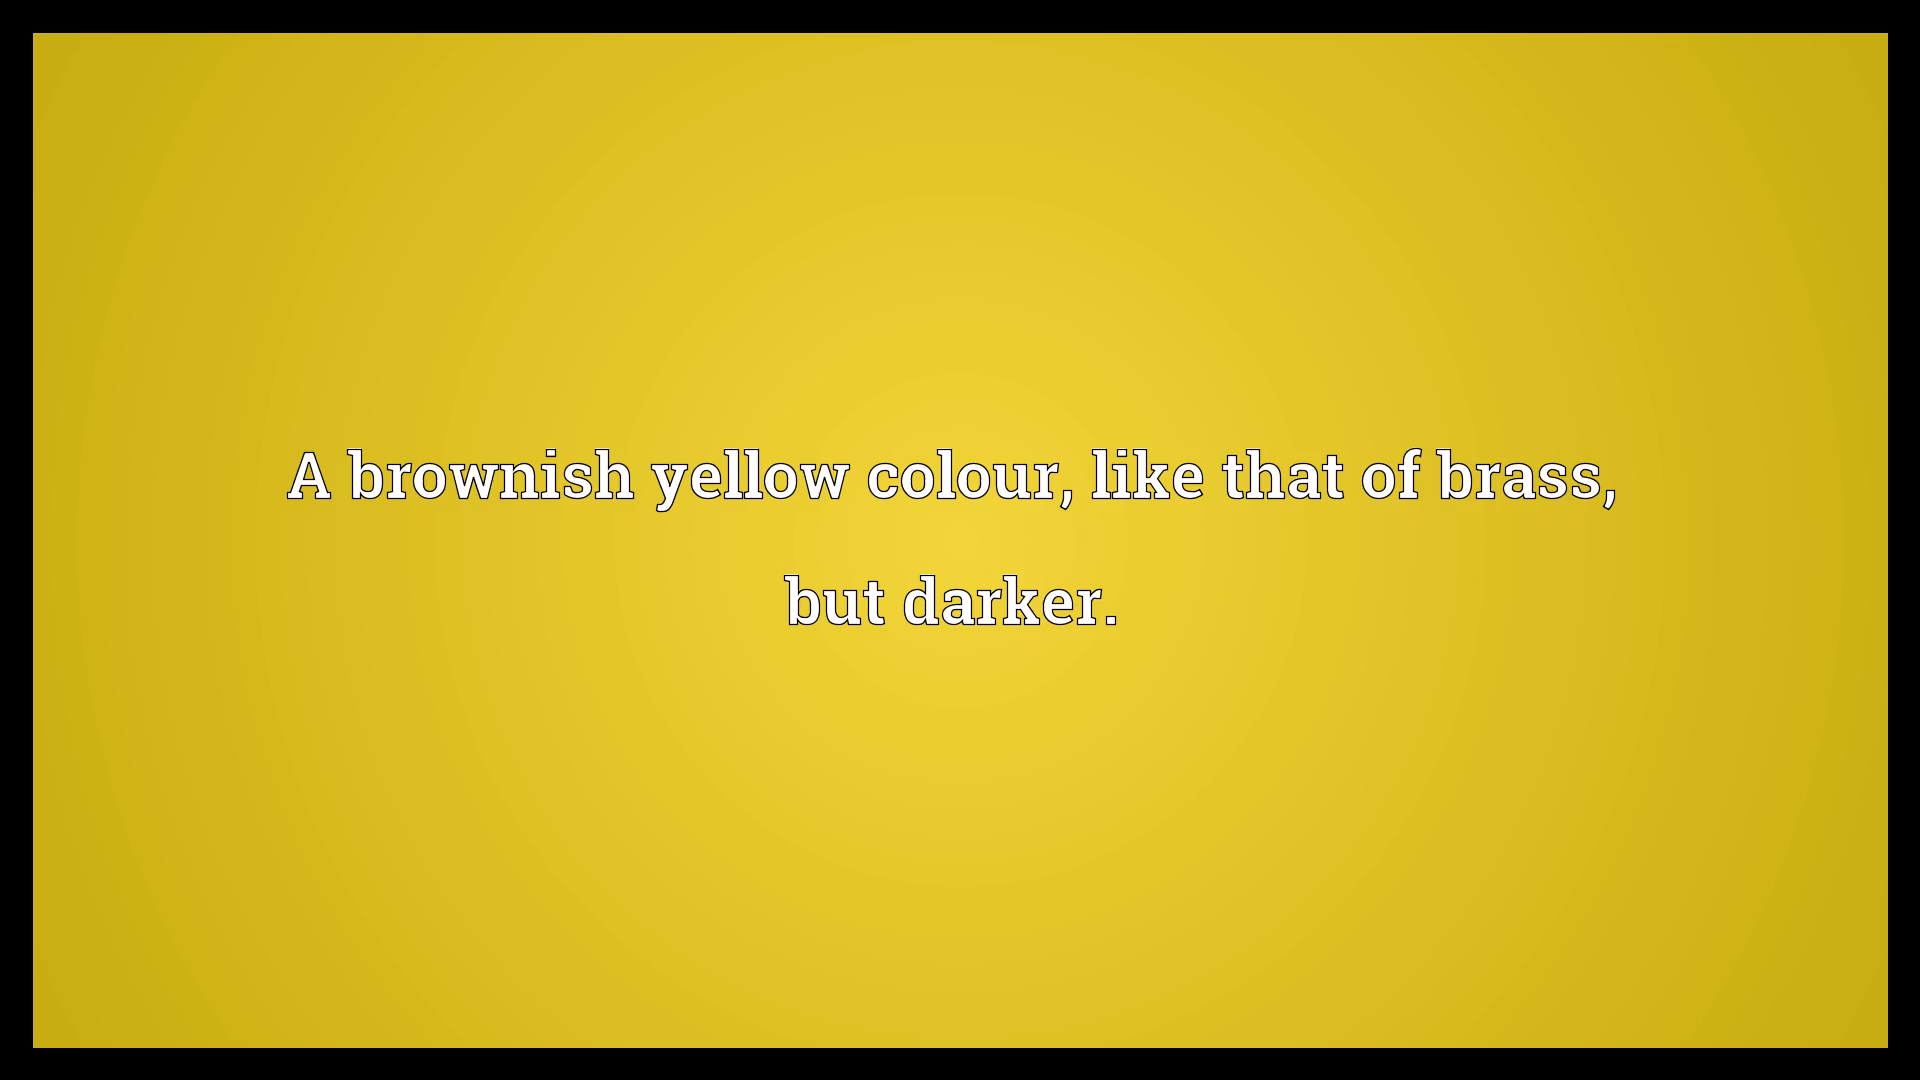 A brownish yellow colour, like that of brass,
but darker.